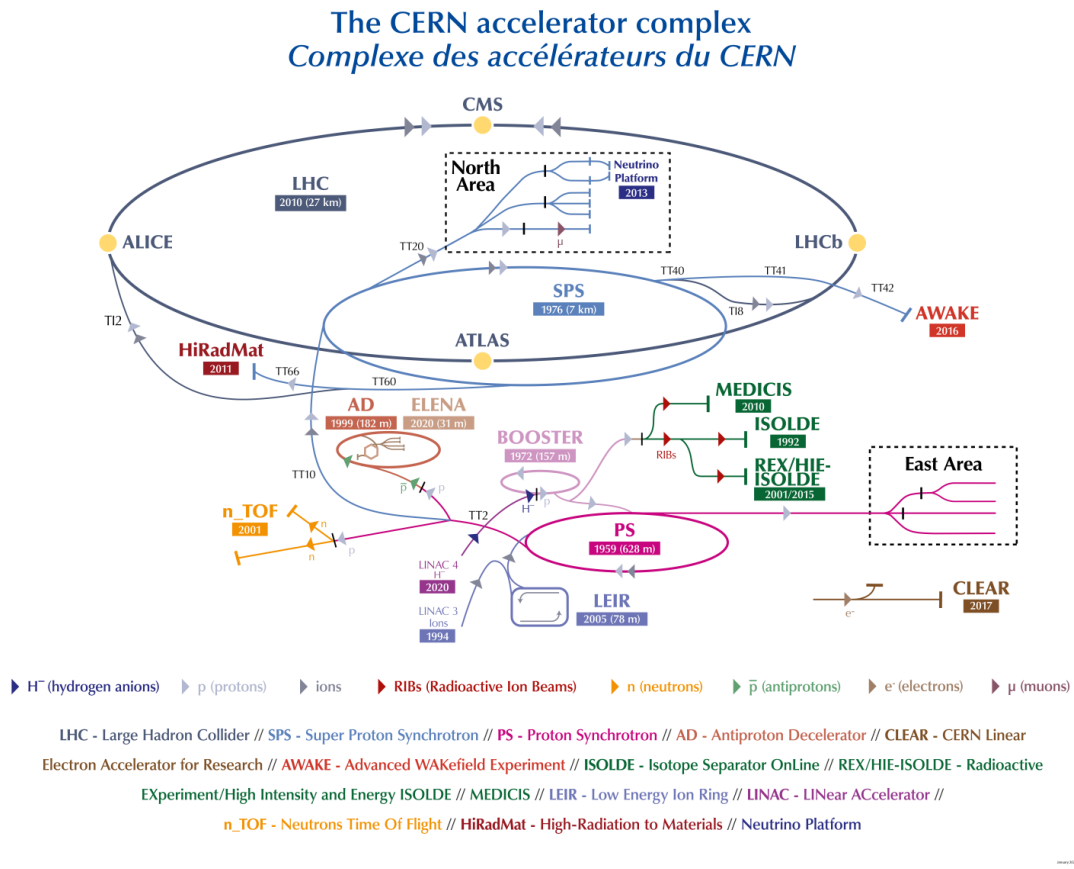 The CERN accelerator complex
Complexe des accélérateurs du CERN
CMS
North
Area
Neutrino
Platform
2013
LHC
2010 (27 km)
ALICE
LHCb
TT20
μ
TT40
TT41
TT42
SPS
1976 (7 km)
TI8
TI2
AWAKE
2016
ATLAS
HiRadMat
2011
TT66
TT60
MEDICIS
2010
AD
1999 (182 m)
ELENA
2020 (31 m)
ISOLDE
1992
BOOSTER
1972 (157 m)
RIBs
REX/HIE-
ISOLDE
2001/2015
East Area
TT10
p̅
p
H⁻
p
n_TOF
2001
n
n
p
TT2
PS
1959 (628 m)
LINAC 4
H⁻
2020
LINAC 3
Ions
1994
LEIR
2005 (78 m)
CLEAR
2017
e⁻
H⁻ (hydrogen anions)
p (protons)
ions
RIBs (Radioactive Ion Beams)
n (neutrons)
p̅ (antiprotons)
e⁻ (electrons)
μ (muons)
LHC - Large Hadron Collider // SPS - Super Proton Synchrotron // PS - Proton Synchrotron // AD - Antiproton Decelerator // CLEAR - CERN Linear
Electron Accelerator for Research // AWAKE - Advanced WAKefield Experiment // ISOLDE - Isotope Separator OnLine // REX/HIE-ISOLDE - Radioactive
EXperiment/High Intensity and Energy ISOLDE // MEDICIS // LEIR - Low Energy Ion Ring // LINAC - LINear ACcelerator //
n_TOF - Neutrons Time Of Flight // HiRadMat - High-Radiation to Materials // Neutrino Platform